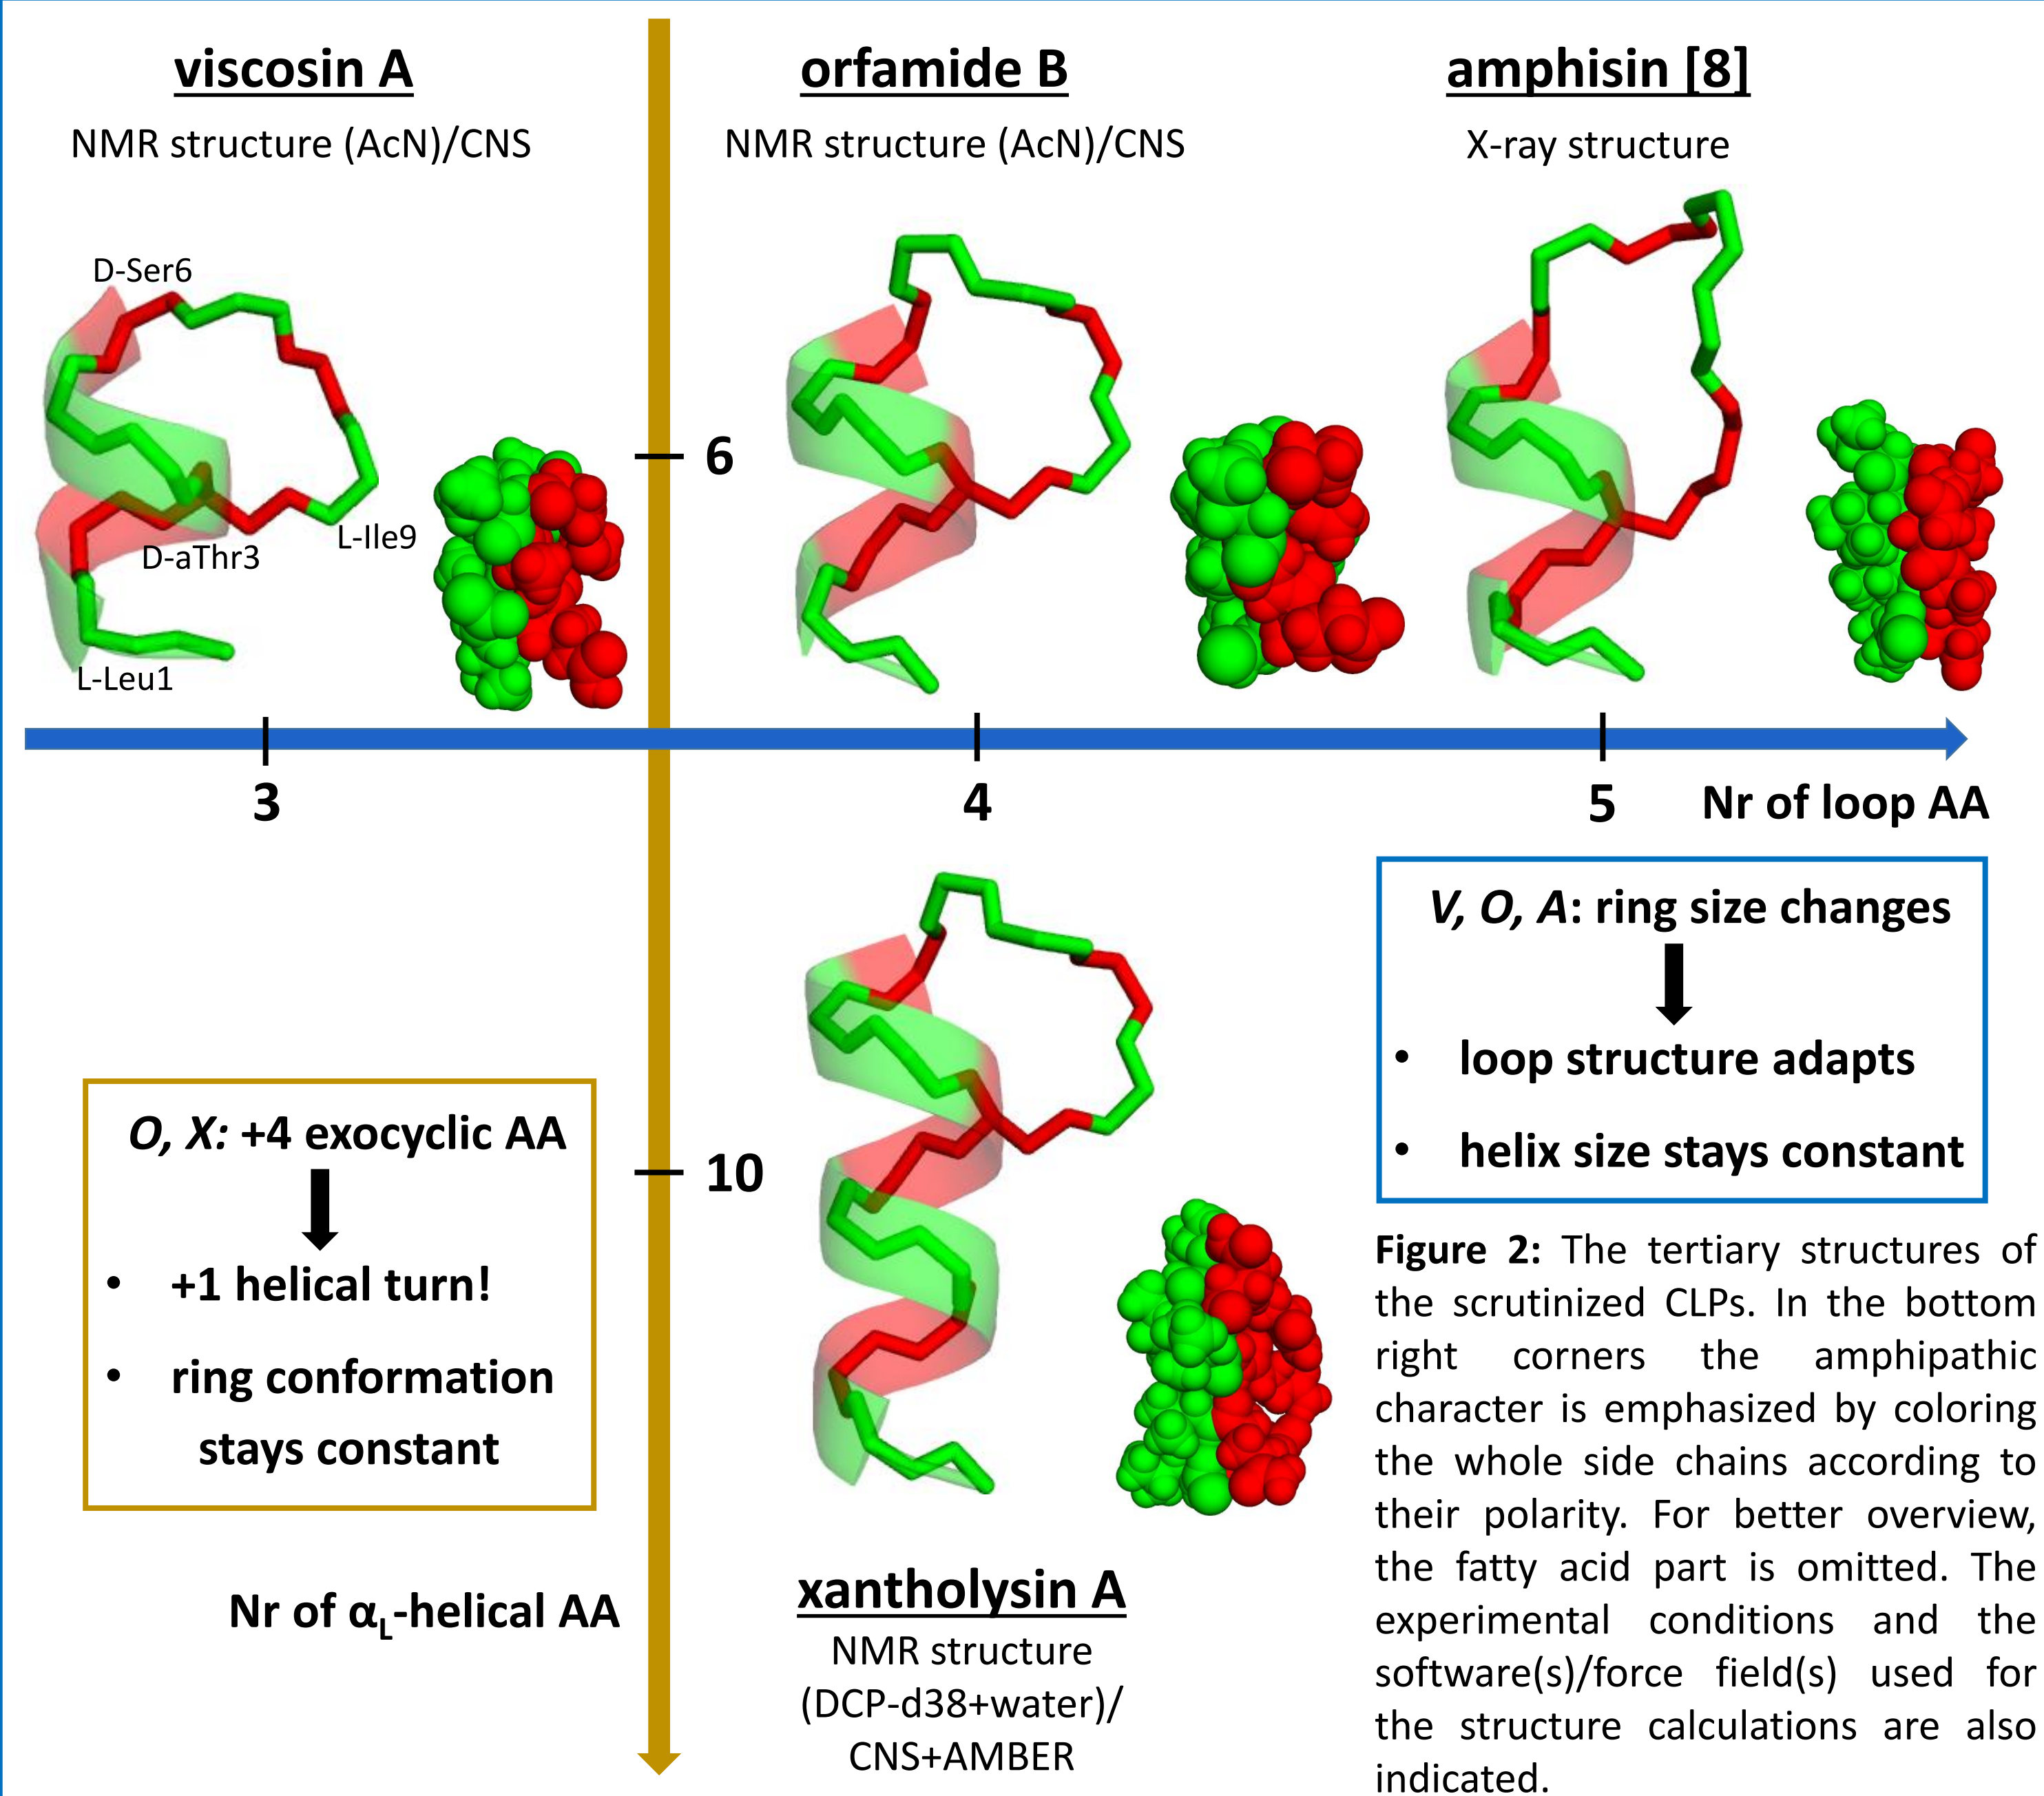 viscosin A
NMR structure (AcN)/CNS
orfamide B
NMR structure (AcN)/CNS
amphisin [8]
X-ray structure
D-Ser6
D-aThr3
L-Ile9
L-Leu1
6
3
4
5
Nr of loop AA
V, O, A: ring size changes
• loop structure adapts
• helix size stays constant
O, X: +4 exocyclic AA
• +1 helical turn!
• ring conformation
stays constant
10
Nr of αL-helical AA
xantholysin A
NMR structure
(DCP-d38+water)/
CNS+AMBER
Figure 2: The tertiary structures of
the scrutinized CLPs. In the bottom
right corners the amphipathic
character is emphasized by coloring
the whole side chains according to
their polarity. For better overview,
the fatty acid part is omitted. The
experimental conditions and the
software(s)/force field(s) used for
the structure calculations are also
indicated.